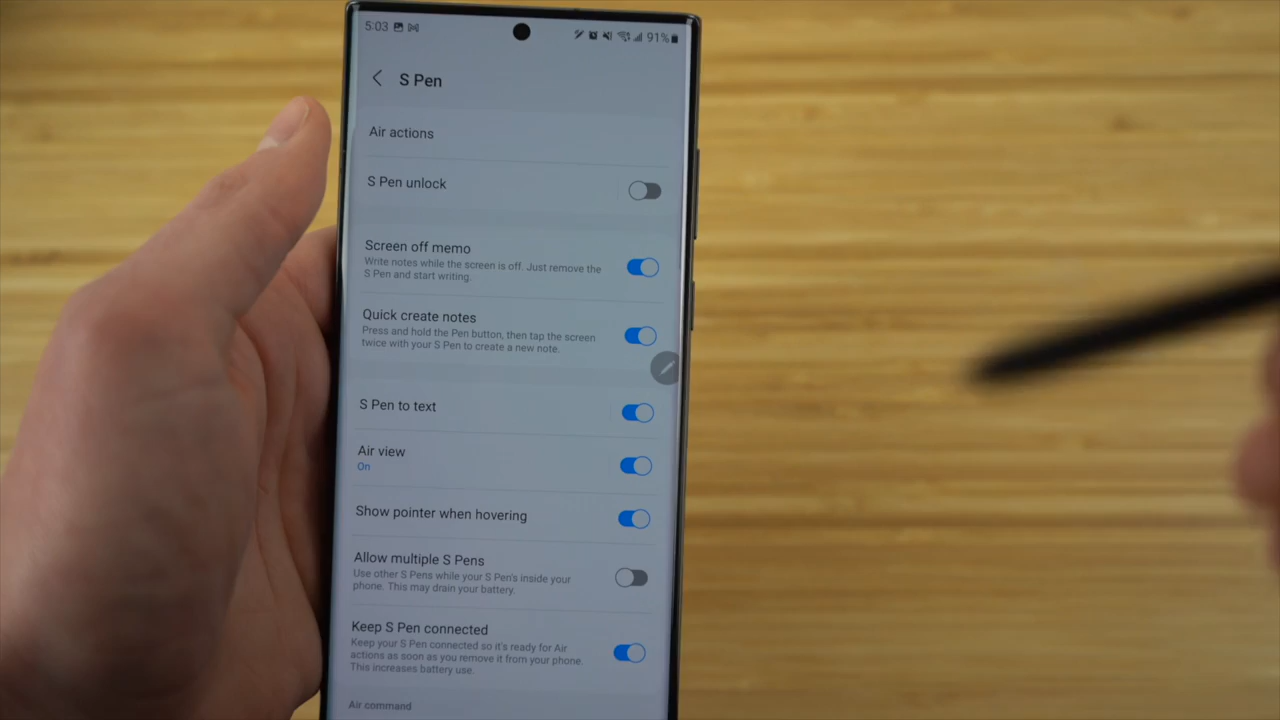 5:03
91%
S Pen
Air actions
S Pen unlock
Screen off memo
Write notes while the screen is off. Just remove the
S Pen and start writing.
Quick create notes
Press and hold the Pen button, then tap the screen
twice with your S Pen to create a new note.
S Pen to text
Air view
On
Show pointer when hovering
Allow multiple S Pens
Use other S Pens while your S Pen's inside your
phone. This may drain your battery.
Keep S Pen connected
Keep your S Pen connected so it's ready for Air
actions as soon as you remove it from your phone.
This increases battery use.
Air command